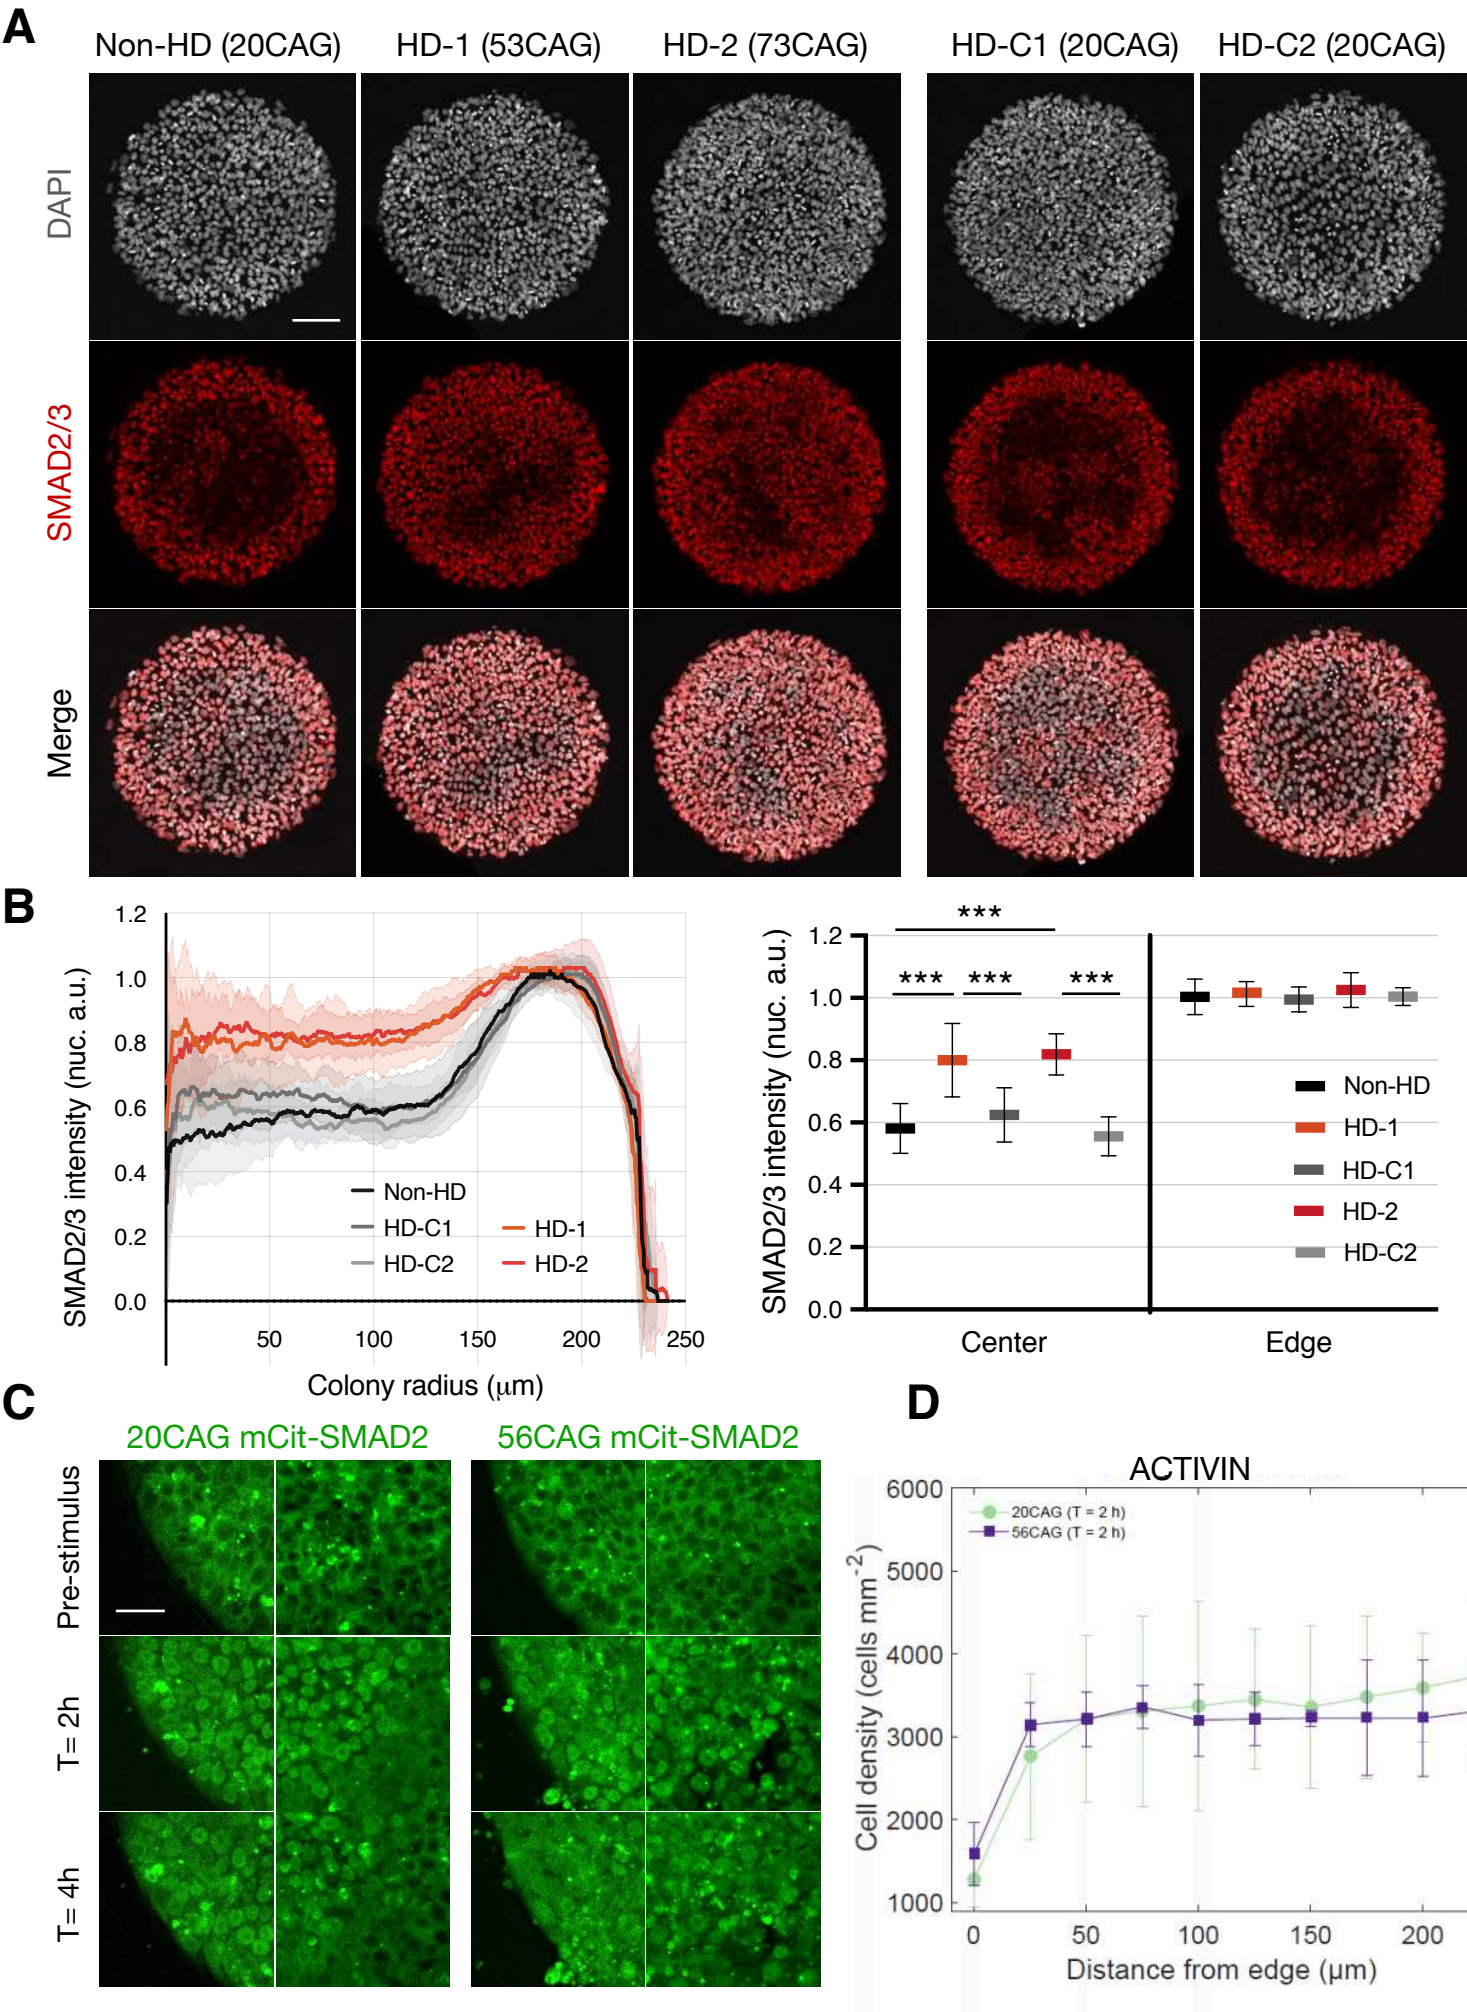 A
Non-HD (20CAG) HD-1 (53CAG) HD-2 (73CAG) HD-C1 (20CAG) HD-C2 (20CAG)
DAPI
SMAD2/3
Merge
B
SMAD2/3 intensity (nuc. a.u.)
1.2
1.0
0.8
0.6
0.4
0.2
0.0
Non-HD
HD-C1 HD-1
HD-C2 HD-2
50 100 150 200 250
Colony radius (µm)
SMAD2/3 intensity (nuc. a.u.)
1.2
1.0
0.8
0.6
0.4
0.2
0.0
***
*** *** ***
Non-HD
HD-1
HD-C1
HD-2
HD-C2
Center Edge
C
20CAG mCit-SMAD2 56CAG mCit-SMAD2
Pre-stimulus
T= 2h
T= 4h
D
ACTIVIN
20CAG (T = 2 h)
56CAG (T = 2 h)
Cell density (cells mm⁻²)
6000
5000
4000
3000
2000
1000
0 50 100 150 200
Distance from edge (µm)